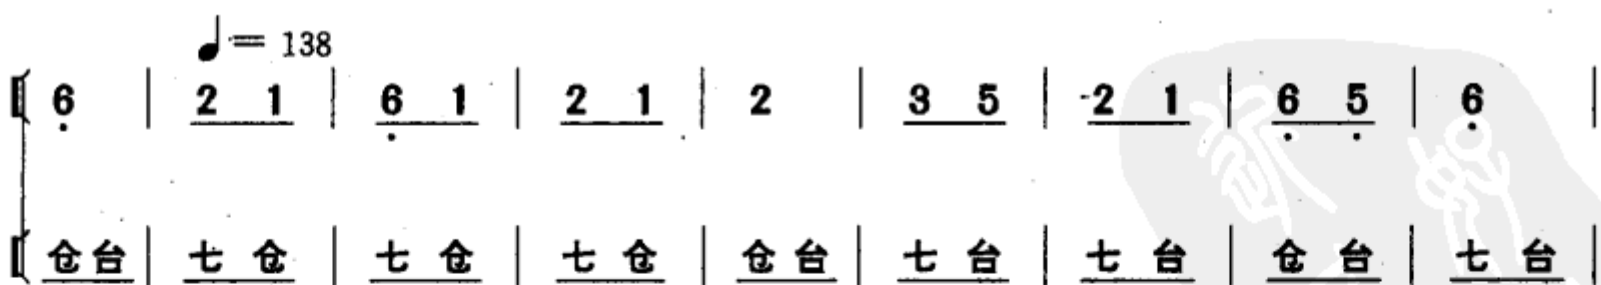 ♩= 138
6̣ | 2 1 | 6̣ 1 | 2 1 | 2 | 3 5 | 2 1 | 6̣ 5̣ | 6̣ |
仓台 | 七仓 | 七仓 | 七仓 | 仓台 | 七台 | 七台 | 仓台 | 七台 |